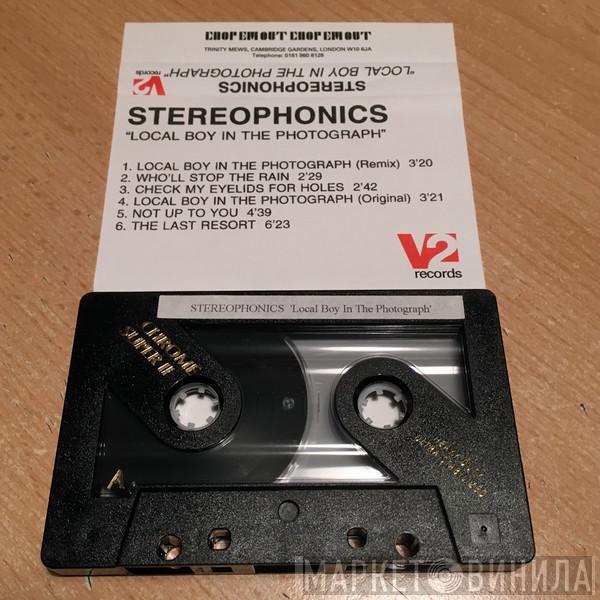 CHOP EM OUT CHOP EM OUT
TRINITY MEWS, CAMBRIDGE GARDENS, LONDON W10 6JA
Telephone: 0181 960 8128
"LOCAL BOY IN THE PHOTOGRAPH"
STEREOPHONICS
V2 records
STEREOPHONICS
"LOCAL BOY IN THE PHOTOGRAPH"
1. LOCAL BOY IN THE PHOTOGRAPH (Remix) 3'20
2. WHO'LL STOP THE RAIN 2'29
3. CHECK MY EYELIDS FOR HOLES 2'42
4. LOCAL BOY IN THE PHOTOGRAPH (Original) 3'21
5. NOT UP TO YOU 4'39
6. THE LAST RESORT 6'23
V2
records
STEREOPHONICS 'Local Boy In The Photograph'
CHROME
SUPER II
A
МАРКЕТ ВИНИЛА